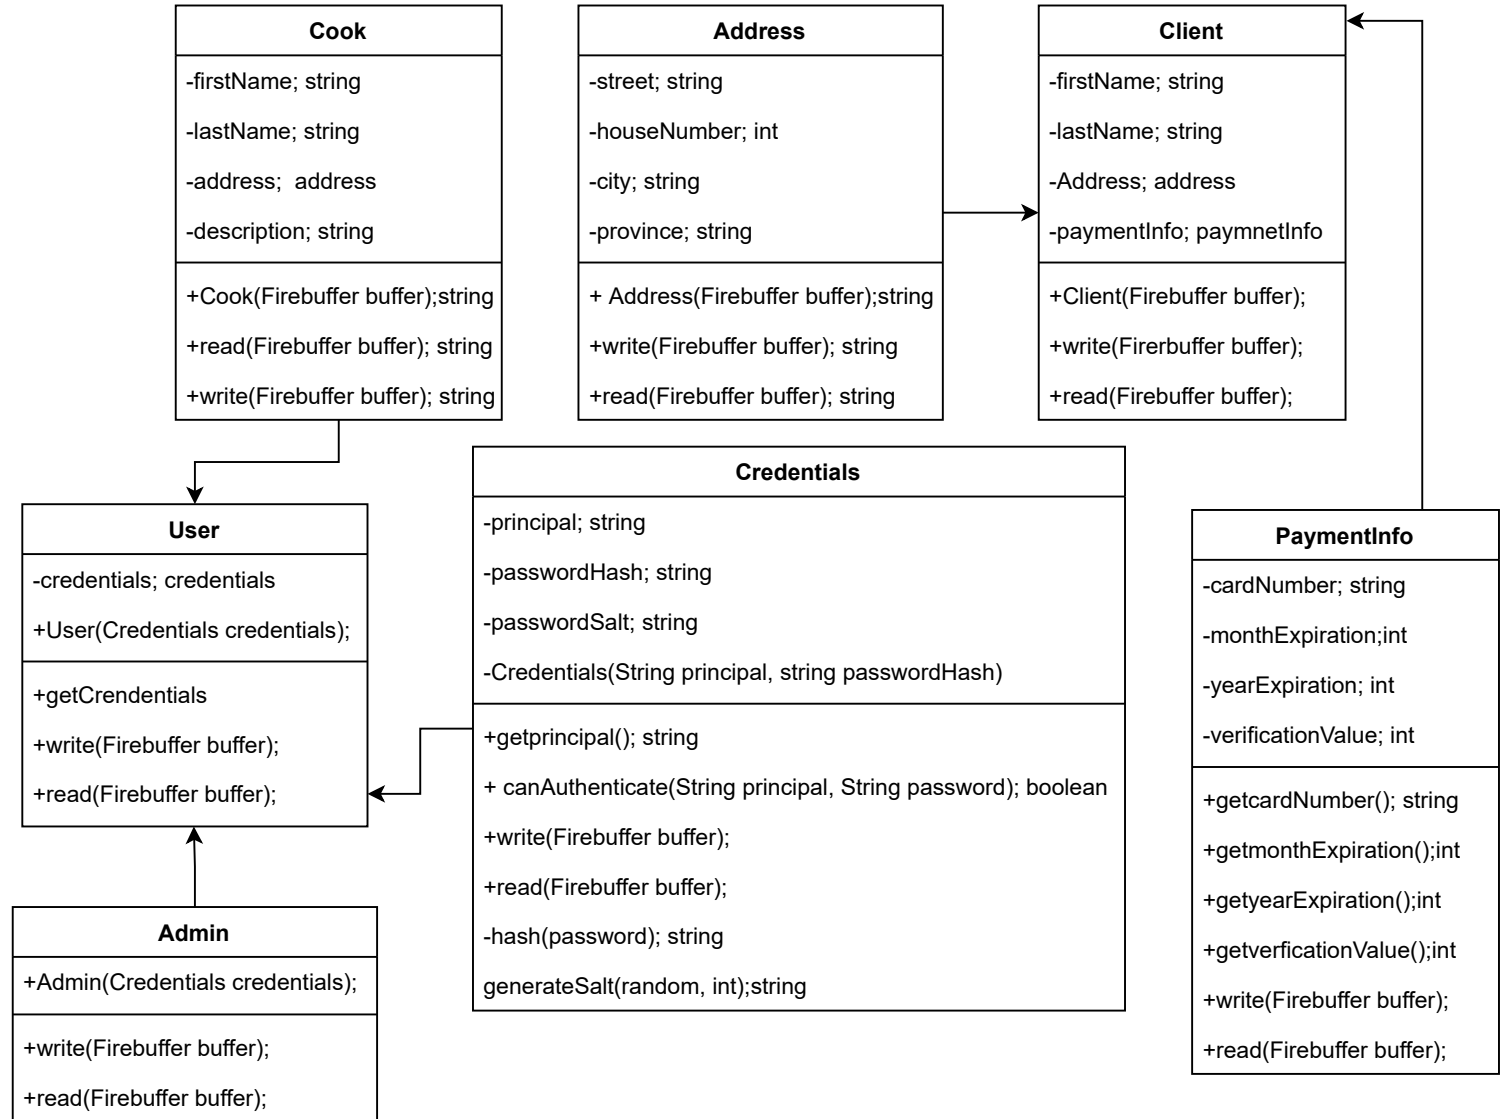 Cook
-firstName; string
-lastName; string
-address;  address
-description; string
+Cook(Firebuffer buffer);string
+read(Firebuffer buffer); string
+write(Firebuffer buffer); string
Address
-street; string
-houseNumber; int
-city; string
-province; string
+ Address(Firebuffer buffer);string
+write(Firebuffer buffer); string
+read(Firebuffer buffer); string
Client
-firstName; string
-lastName; string
-Address; address
-paymentInfo; paymnetInfo
+Client(Firebuffer buffer);
+write(Firerbuffer buffer);
+read(Firebuffer buffer);
User
-credentials; credentials
+User(Credentials credentials);
+getCrendentials
+write(Firebuffer buffer);
+read(Firebuffer buffer);
Credentials
-principal; string
-passwordHash; string
-passwordSalt; string
-Credentials(String principal, string passwordHash)
+getprincipal(); string
+ canAuthenticate(String principal, String password); boolean
+write(Firebuffer buffer);
+read(Firebuffer buffer);
-hash(password); string
generateSalt(random, int);string
PaymentInfo
-cardNumber; string
-monthExpiration;int
-yearExpiration; int
-verificationValue; int
+getcardNumber(); string
+getmonthExpiration();int
+getyearExpiration();int
+getverficationValue();int
+write(Firebuffer buffer);
+read(Firebuffer buffer);
Admin
+Admin(Credentials credentials);
+write(Firebuffer buffer);
+read(Firebuffer buffer);